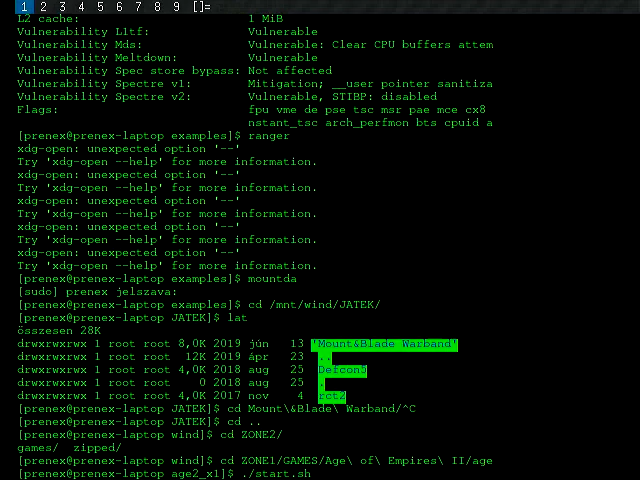 1 2 3 4 5 6 7 8 9 []=
L2 cache: 1 MiB
Vulnerability L1tf: Vulnerable
Vulnerability Mds: Vulnerable: Clear CPU buffers attem
Vulnerability Meltdown: Vulnerable
Vulnerability Spec store bypass: Not affected
Vulnerability Spectre v1: Mitigation; __user pointer sanitiza
Vulnerability Spectre v2: Vulnerable, STIBP: disabled
Flags: fpu vme de pse tsc msr pae mce cx8
nstant_tsc arch_perfmon bts cpuid a
[prenex@prenex-laptop examples]$ ranger
xdg-open: unexpected option '--'
Try 'xdg-open --help' for more information.
xdg-open: unexpected option '--'
Try 'xdg-open --help' for more information.
xdg-open: unexpected option '--'
Try 'xdg-open --help' for more information.
xdg-open: unexpected option '--'
Try 'xdg-open --help' for more information.
xdg-open: unexpected option '--'
Try 'xdg-open --help' for more information.
[prenex@prenex-laptop examples]$ mountda
[sudo] prenex jelszava:
[prenex@prenex-laptop examples]$ cd /mnt/wind/JATEK/
[prenex@prenex-laptop JATEK]$ lat
összesen 28K
drwxrwxrwx 1 root root 8,0K 2019 jún 13 'Mount&Blade Warband'
drwxrwxrwx 1 root root 12K 2019 ápr 23 ..
drwxrwxrwx 1 root root 4,0K 2018 aug 25 Defcon3
drwxrwxrwx 1 root root 0 2018 aug 25 .
drwxrwxrwx 1 root root 4,0K 2017 nov 4 rct2
[prenex@prenex-laptop JATEK]$ cd Mount\&Blade\ Warband/^C
[prenex@prenex-laptop JATEK]$ cd ..
[prenex@prenex-laptop wind]$ cd ZONE2/
games/ zipped/
[prenex@prenex-laptop wind]$ cd ZONE1/GAMES/Age\ of\ Empires\ II/age
[prenex@prenex-laptop age2_x1]$ ./start.sh